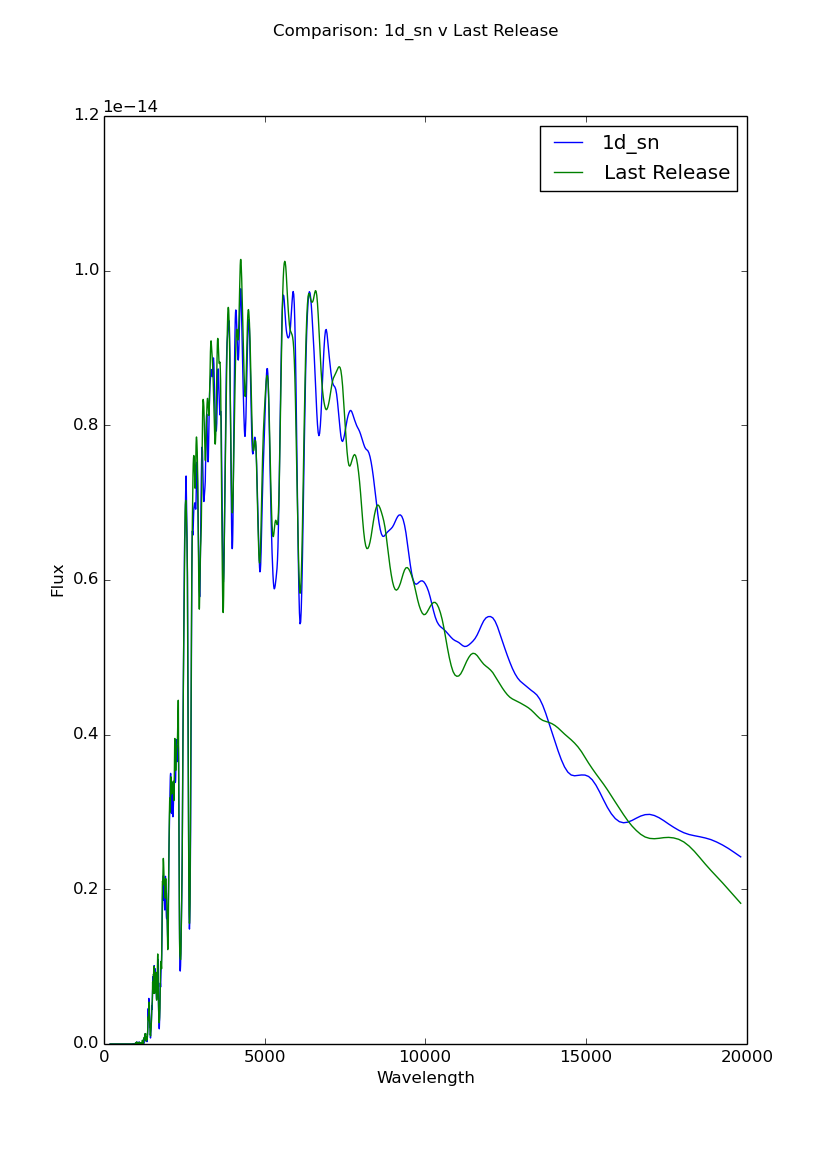 Comparison: 1d_sn v Last Release
1e−14
1.2
1.0
0.8
0.6
0.4
0.2
0.0
Flux
1d_sn
Last Release
0
5000
10000
15000
20000
Wavelength